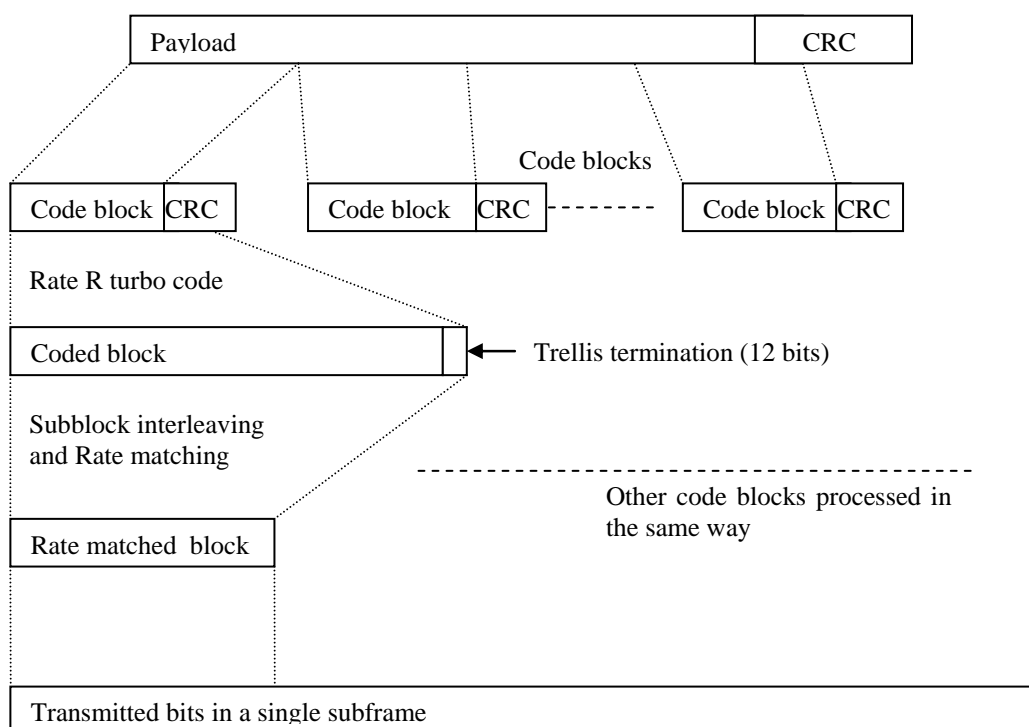 Payload CRC
Code blocks
Code block CRC Code block CRC Code block CRC
Rate R turbo code
Coded block
Trellis termination (12 bits)
Subblock interleaving
and Rate matching
Other code blocks processed in
the same way
Rate matched block
Transmitted bits in a single subframe